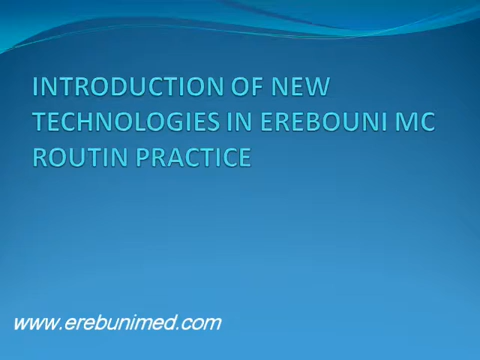 INTRODUCTION OF NEW
TECHNOLOGIES IN EREBOUNI MC
ROUTIN PRACTICE
www.erebunimed.com